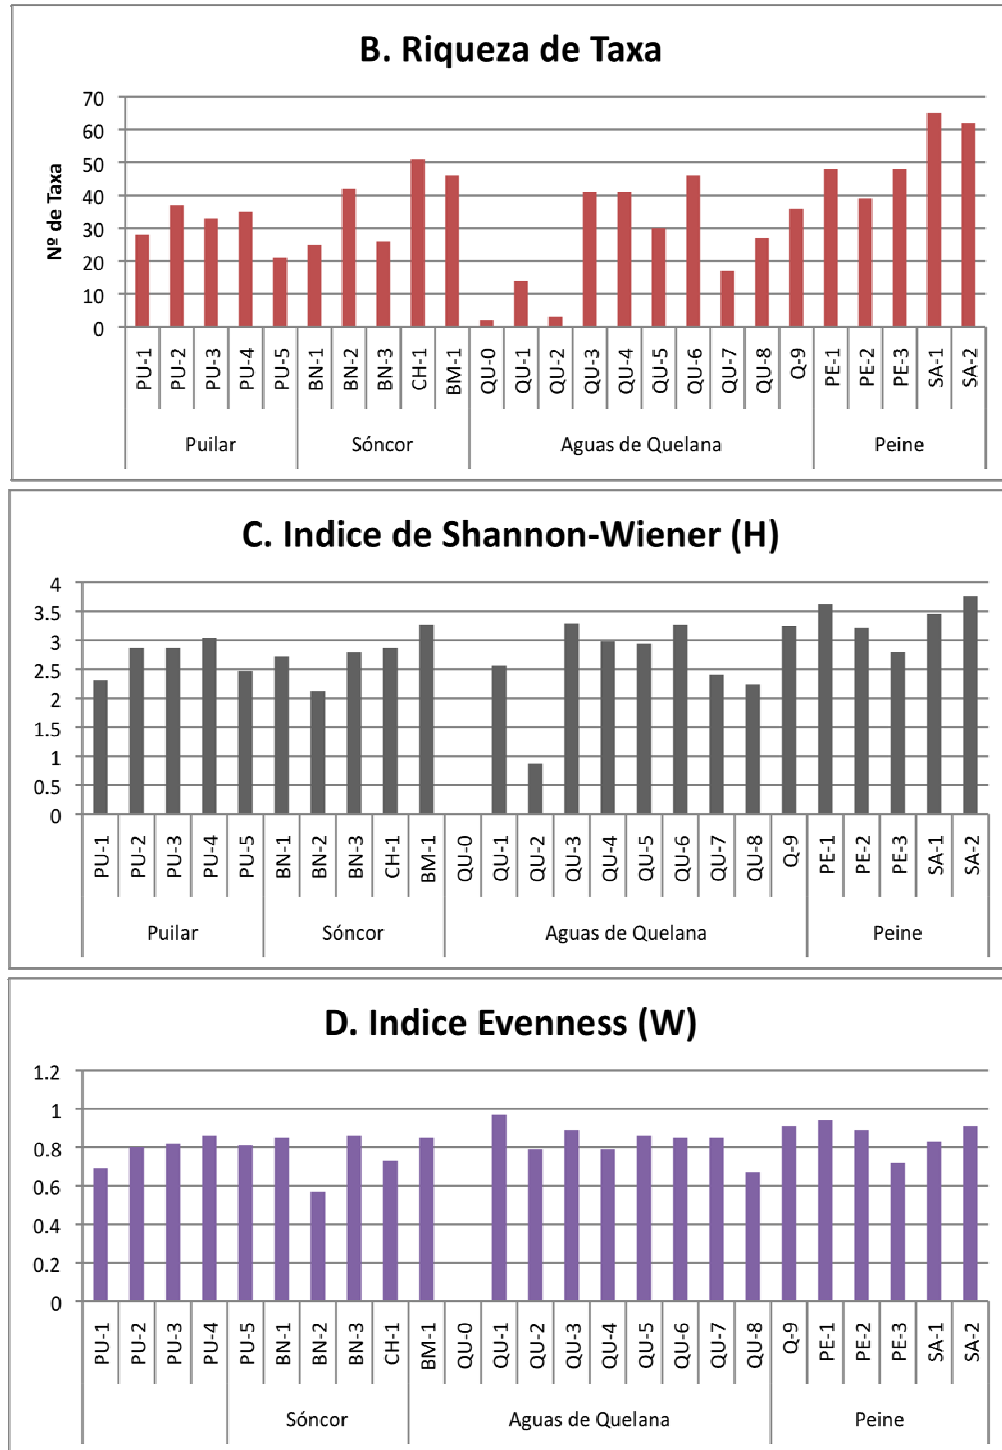 B. Riqueza de Taxa
Nº de Taxa
70
60
50
40
30
20
10
0
PU-1 PU-2 PU-3 PU-4 PU-5 BN-1 BN-2 BN-3 CH-1 BM-1 QU-0 QU-1 QU-2 QU-3 QU-4 QU-5 QU-6 QU-7 QU-8 Q-9 PE-1 PE-2 PE-3 SA-1 SA-2
Puilar Sóncor Aguas de Quelana Peine
C. Indice de Shannon-Wiener (H)
4
3.5
3
2.5
2
1.5
1
0.5
0
PU-1 PU-2 PU-3 PU-4 PU-5 BN-1 BN-2 BN-3 CH-1 BM-1 QU-0 QU-1 QU-2 QU-3 QU-4 QU-5 QU-6 QU-7 QU-8 Q-9 PE-1 PE-2 PE-3 SA-1 SA-2
Puilar Sóncor Aguas de Quelana Peine
D. Indice Evenness (W)
1.2
1
0.8
0.6
0.4
0.2
0
PU-1 PU-2 PU-3 PU-4 PU-5 BN-1 BN-2 BN-3 CH-1 BM-1 QU-0 QU-1 QU-2 QU-3 QU-4 QU-5 QU-6 QU-7 QU-8 Q-9 PE-1 PE-2 PE-3 SA-1 SA-2
Sóncor Aguas de Quelana Peine